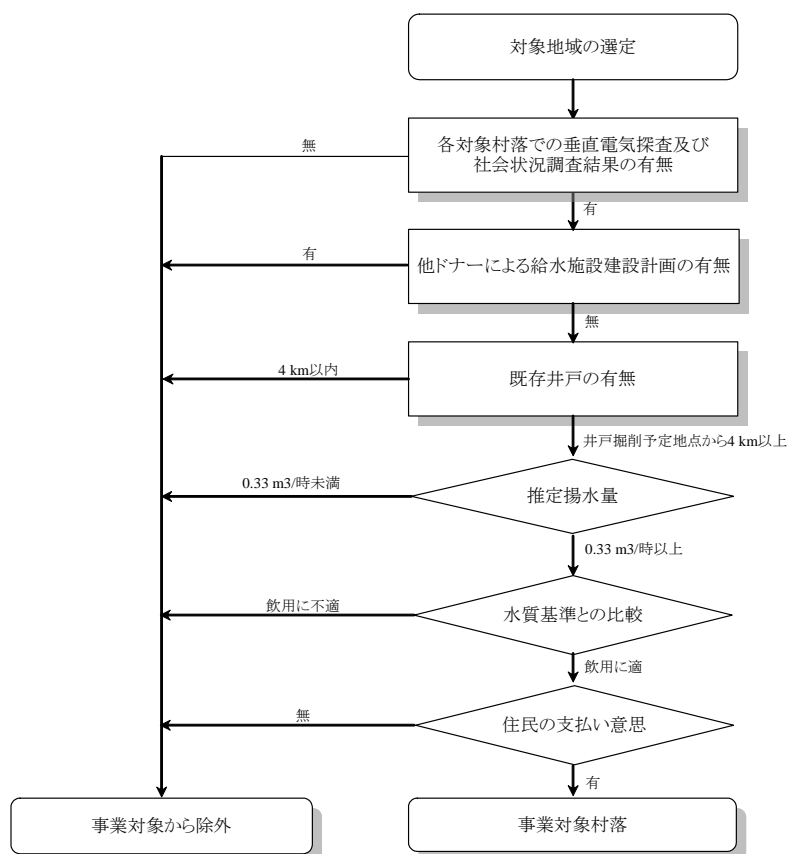 対象地域の選定
各対象村落での垂直電気探査及び
社会状況調査結果の有無
無
有
他ドナーによる給水施設建設計画の有無
有
無
既存井戸の有無
4 km以内
井戸掘削予定地点から4 km以上
推定揚水量
0.33 m3/時未満
0.33 m3/時以上
水質基準との比較
飲用に不適
飲用に適
住民の支払い意思
無
有
事業対象から除外
事業対象村落